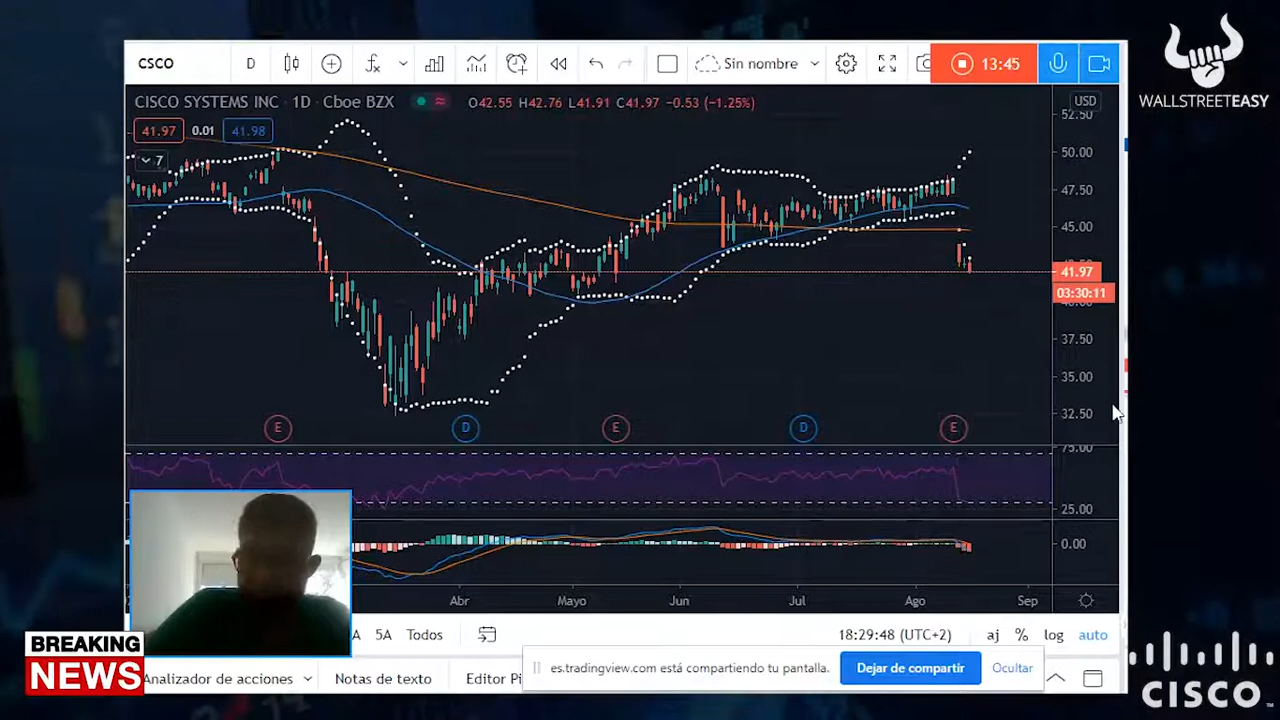 CSCO D Sin nombre 13:45
WALLSTREETEASY
CISCO SYSTEMS INC · 1D · Cboe BZX O42.55 H42.76 L41.91 C41.97 -0.53 (-1.25%) USD
52.50
41.97 0.01 41.98
50.00
7
47.50
45.00
41.97
03:30:11
37.50
35.00
32.50
E D E D E
75.00
25.00
0.00
Abr Mayo Jun Jul Ago Sep
A 5A Todos 18:29:48 (UTC+2) aj % log auto
BREAKING
NEWS
es.tradingview.com está compartiendo tu pantalla. Dejar de compartir Ocultar
Analizador de acciones Notas de texto Editor Pi
CISCO
TM